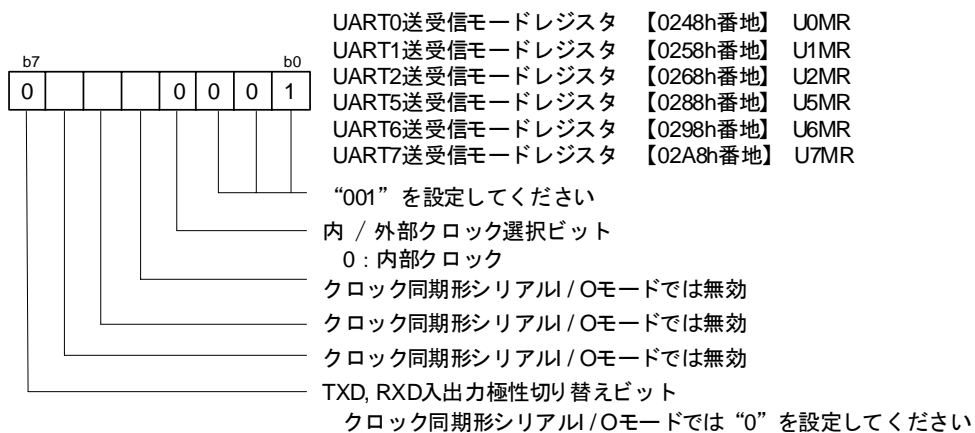 UART0送受信モードレジスタ 【0248h番地】 U0MR
UART1送受信モードレジスタ 【0258h番地】 U1MR
UART2送受信モードレジスタ 【0268h番地】 U2MR
UART5送受信モードレジスタ 【0288h番地】 U5MR
UART6送受信モードレジスタ 【0298h番地】 U6MR
UART7送受信モードレジスタ 【02A8h番地】 U7MR
b7 b0
0 0 0 0 1
“001”を設定してください
内 / 外部クロック選択ビット
0：内部クロック
クロック同期形シリアルI / Oモードでは無効
クロック同期形シリアルI / Oモードでは無効
クロック同期形シリアルI / Oモードでは無効
TXD, RXD入出力極性切り替えビット
クロック同期形シリアルI / Oモードでは“0”を設定してください